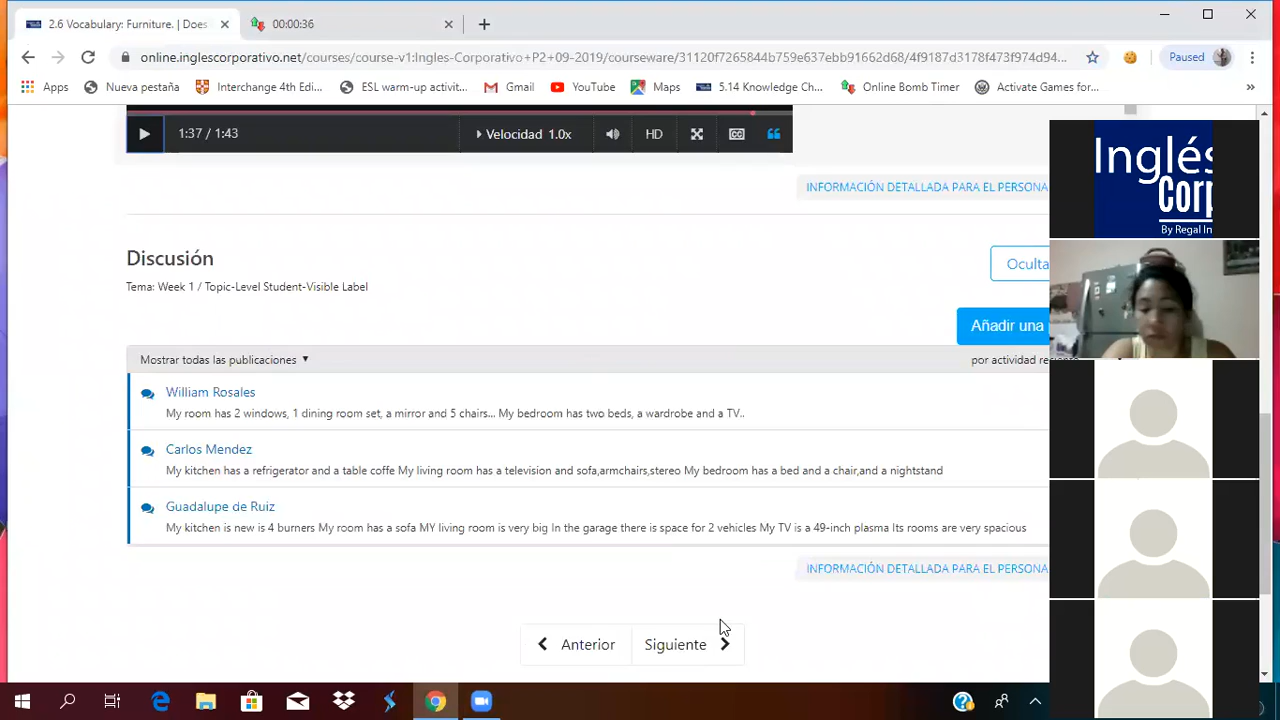 2.6 Vocabulary: Furniture. | Does
00:00:36
online.inglescorporativo.net/courses/course-v1:Ingles-Corporativo+P2+09-2019/courseware/31120f7265844b759e637ebb91662d68/4f9187d3178f473f974d94...
Paused
Apps
Nueva pestaña
Interchange 4th Edi...
ESL warm-up activit...
Gmail
YouTube
Maps
5.14 Knowledge Ch...
Online Bomb Timer
Activate Games for...
»
1:37 / 1:43
Velocidad 1.0x
HD
INFORMACIÓN DETALLADA PARA EL PERSONA
Inglés
Corp
By Regal In
Discusión
Oculta
Tema: Week 1 / Topic-Level Student-Visible Label
Añadir una
Mostrar todas las publicaciones
por actividad reciente
William Rosales
My room has 2 windows, 1 dining room set, a mirror and 5 chairs... My bedroom has two beds, a wardrobe and a TV..
Carlos Mendez
My kitchen has a refrigerator and a table coffe My living room has a television and sofa,armchairs,stereo My bedroom has a bed and a chair,and a nightstand
Guadalupe de Ruiz
My kitchen is new is 4 burners My room has a sofa MY living room is very big In the garage there is space for 2 vehicles My TV is a 49-inch plasma Its rooms are very spacious
INFORMACIÓN DETALLADA PARA EL PERSONA
Anterior
Siguiente